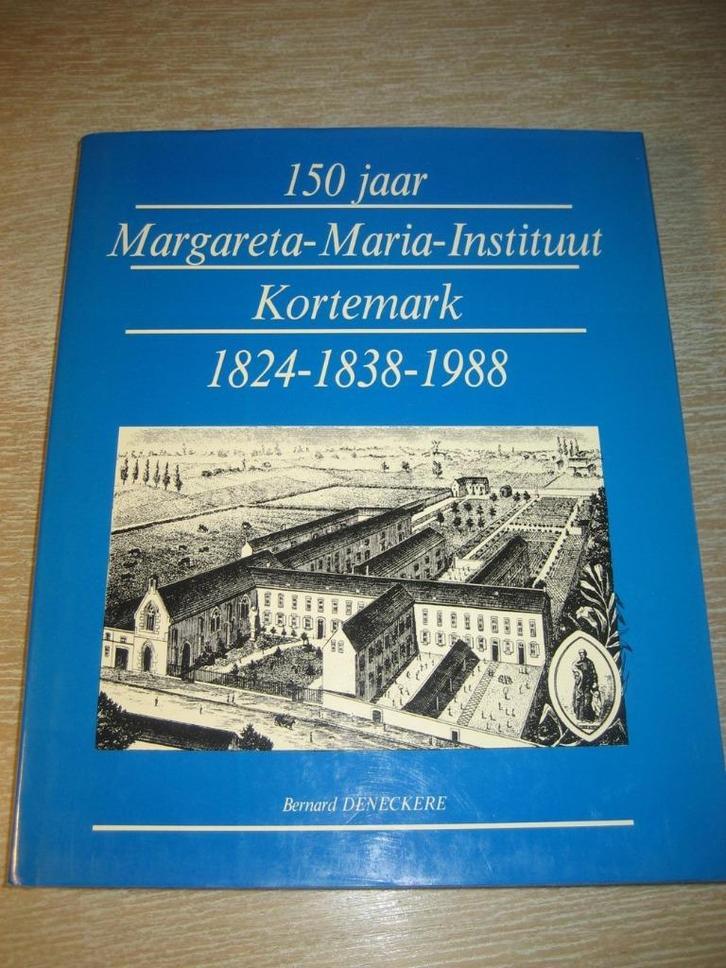 150 jaar
Margareta-Maria-Instituut
Kortemark
1824-1838-1988
Bernard DENECKERE